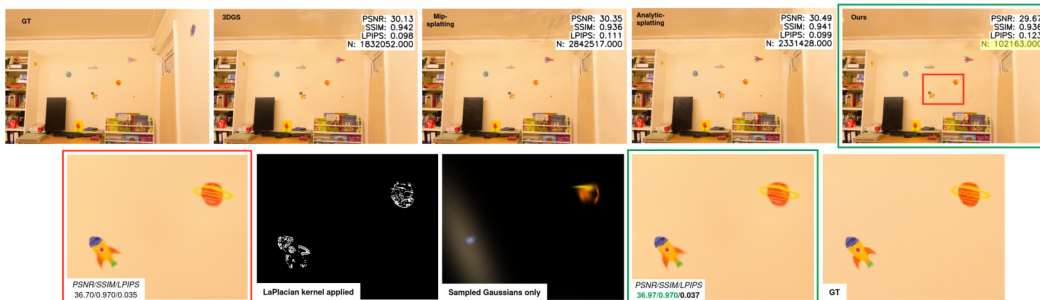 GT
3DGS
PSNR: 30.13
SSIM: 0.942
LPIPS: 0.098
N: 1832052.000
Mip-
splatting
PSNR: 30.35
SSIM: 0.936
LPIPS: 0.111
N: 2842517.000
Analytic-
splatting
PSNR: 30.49
SSIM: 0.941
LPIPS: 0.099
N: 2331428.000
Ours
PSNR: 29.67
SSIM: 0.936
LPIPS: 0.123
N: 102163.000
PSNR/SSIM/LPIPS
36.70/0.970/0.035
LaPlacian kernel applied
Sampled Gaussians only
PSNR/SSIM/LPIPS
36.97/0.970/0.037
GT